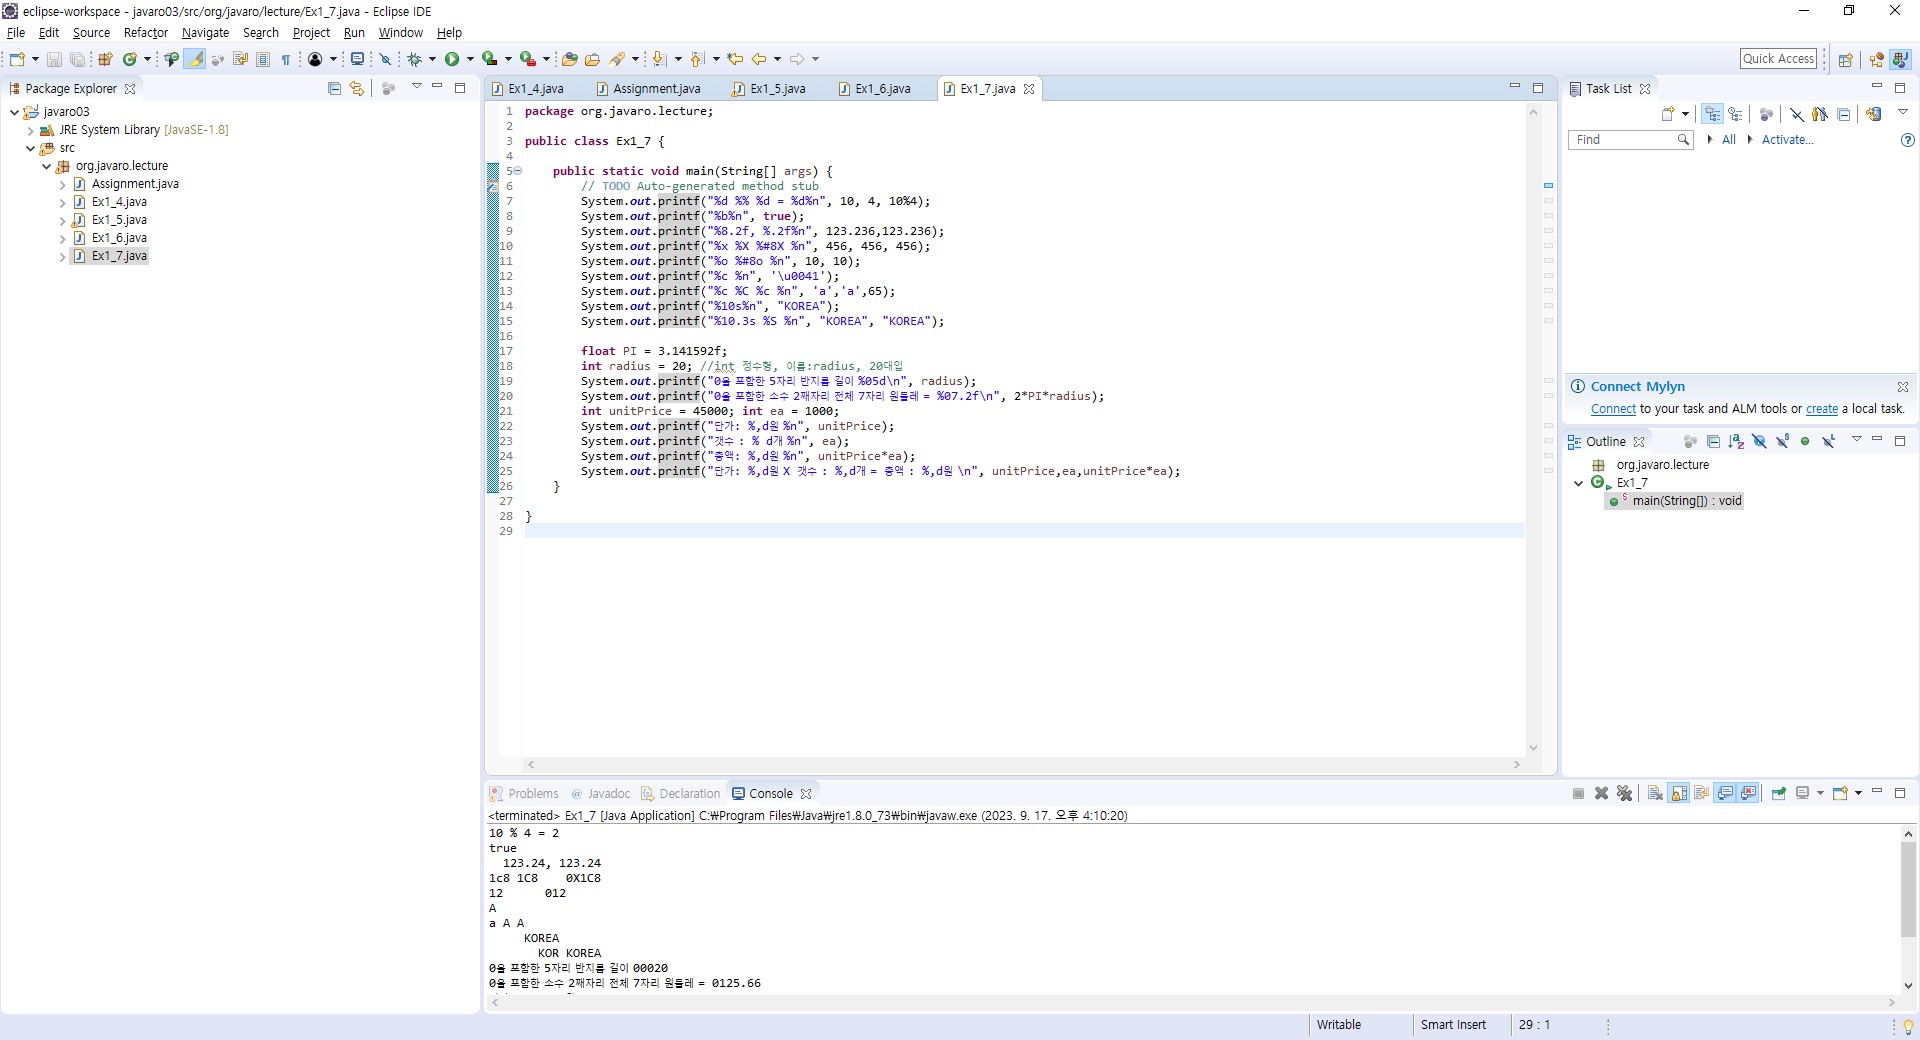 eclipse-workspace - javaro03/src/org/javaro/lecture/Ex1_7.java - Eclipse IDE
File Edit Source Refactor Navigate Search Project Run Window Help
Quick Access
Package Explorer
javaro03
JRE System Library [JavaSE-1.8]
src
org.javaro.lecture
Assignment.java
Ex1_4.java
Ex1_5.java
Ex1_6.java
Ex1_7.java
Ex1_4.java Assignment.java Ex1_5.java Ex1_6.java Ex1_7.java
1 package org.javaro.lecture;
2
3 public class Ex1_7 {
4
5 public static void main(String[] args) {
6 // TODO Auto-generated method stub
7 System.out.printf("%d %% %d = %d%n", 10, 4, 10%4);
8 System.out.printf("%b%n", true);
9 System.out.printf("%8.2f, %.2f%n", 123.236,123.236);
10 System.out.printf("%x %X %#8X %n", 456, 456, 456);
11 System.out.printf("%o %#8o %n", 10, 10);
12 System.out.printf("%c %n", '\u0041');
13 System.out.printf("%c %C %c %n", 'a','a',65);
14 System.out.printf("%10s%n", "KOREA");
15 System.out.printf("%10.3s %S %n", "KOREA", "KOREA");
16
17 float PI = 3.141592f;
18 int radius = 20; //int 정수형, 이름:radius, 20대입
19 System.out.printf("0을 포함한 5자리 반지름 길이 %05d\n", radius);
20 System.out.printf("0을 포함한 소수 2째자리 전체 7자리 원둘레 = %07.2f\n", 2*PI*radius);
21 int unitPrice = 45000; int ea = 1000;
22 System.out.printf("단가: %,d원 %n", unitPrice);
23 System.out.printf("갯수 : % d개 %n", ea);
24 System.out.printf("총액: %,d원 %n", unitPrice*ea);
25 System.out.printf("단가: %,d원 X 갯수 : %,d개 = 총액 : %,d원 \n", unitPrice,ea,unitPrice*ea);
26 }
27
28 }
29
Task List
Find All Activate...
Connect Mylyn
Connect to your task and ALM tools or create a local task.
Outline
org.javaro.lecture
Ex1_7
main(String[]) : void
Problems Javadoc Declaration Console
<terminated> Ex1_7 [Java Application] C:₩Program Files₩Java₩jre1.8.0_73₩bin₩javaw.exe (2023. 9. 17. 오후 4:10:20)
10 % 4 = 2
true
123.24, 123.24
1c8 1C8 0X1C8
12 012
A
a A A
KOREA
KOR KOREA
0을 포함한 5자리 반지름 길이 00020
0을 포함한 소수 2째자리 전체 7자리 원둘레 = 0125.66
Writable Smart Insert 29 : 1